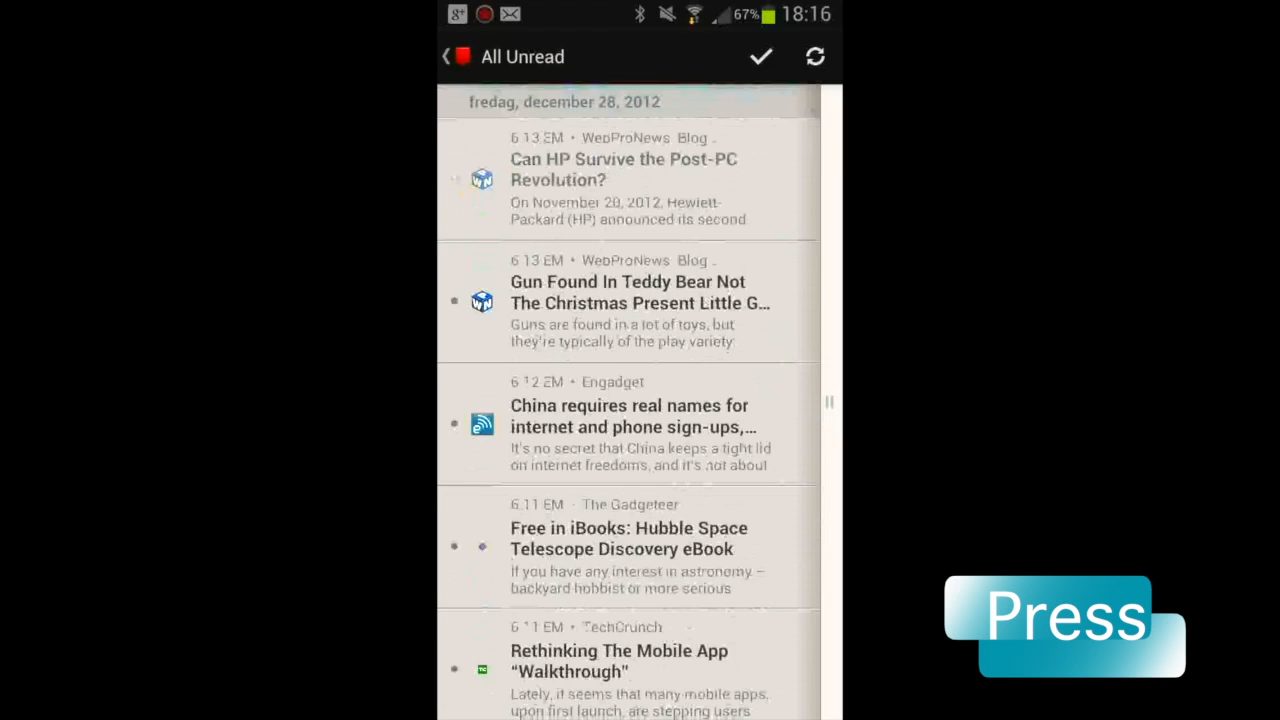 g+ 67% 18:16
All Unread
fredag, december 28, 2012
6 13 EM • WebProNews Blog
Can HP Survive the Post-PC
Revolution?
On November 20, 2012, Hewlett-
Packard (HP) announced its second
6 13 EM • WebProNews Blog
Gun Found In Teddy Bear Not
The Christmas Present Little G…
Guns are found in a lot of toys, but
they're typically of the play variety
6 12 EM • Engadget
China requires real names for
internet and phone sign-ups,…
It's no secret that China keeps a tight lid
on internet freedoms, and it's not about
6 11 EM • The Gadgeteer
Free in iBooks: Hubble Space
Telescope Discovery eBook
If you have any interest in astronomy –
backyard hobbist or more serious
6 11 EM • TechCrunch
Rethinking The Mobile App
“Walkthrough”
Lately, it seems that many mobile apps,
upon first launch, are stepping users
Press